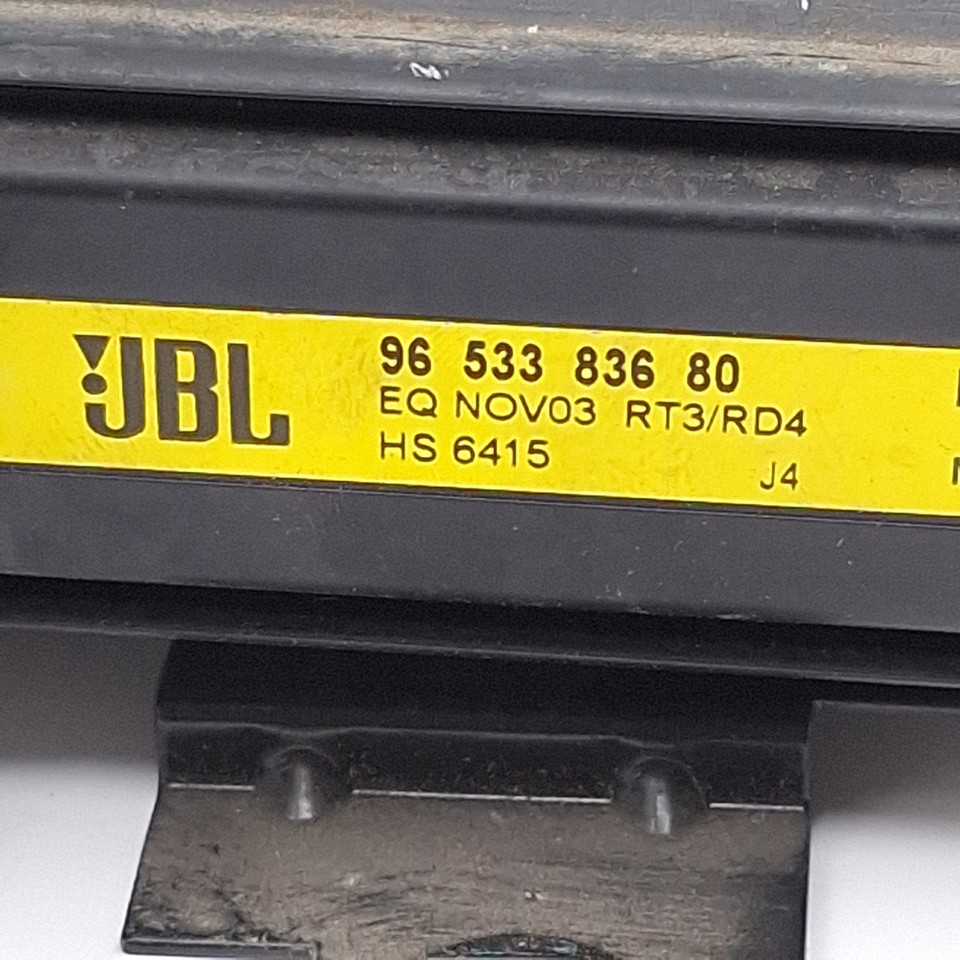 JBL
96 533 836 80
EQ NOV03 RT3/RD4
HS 6415
J4